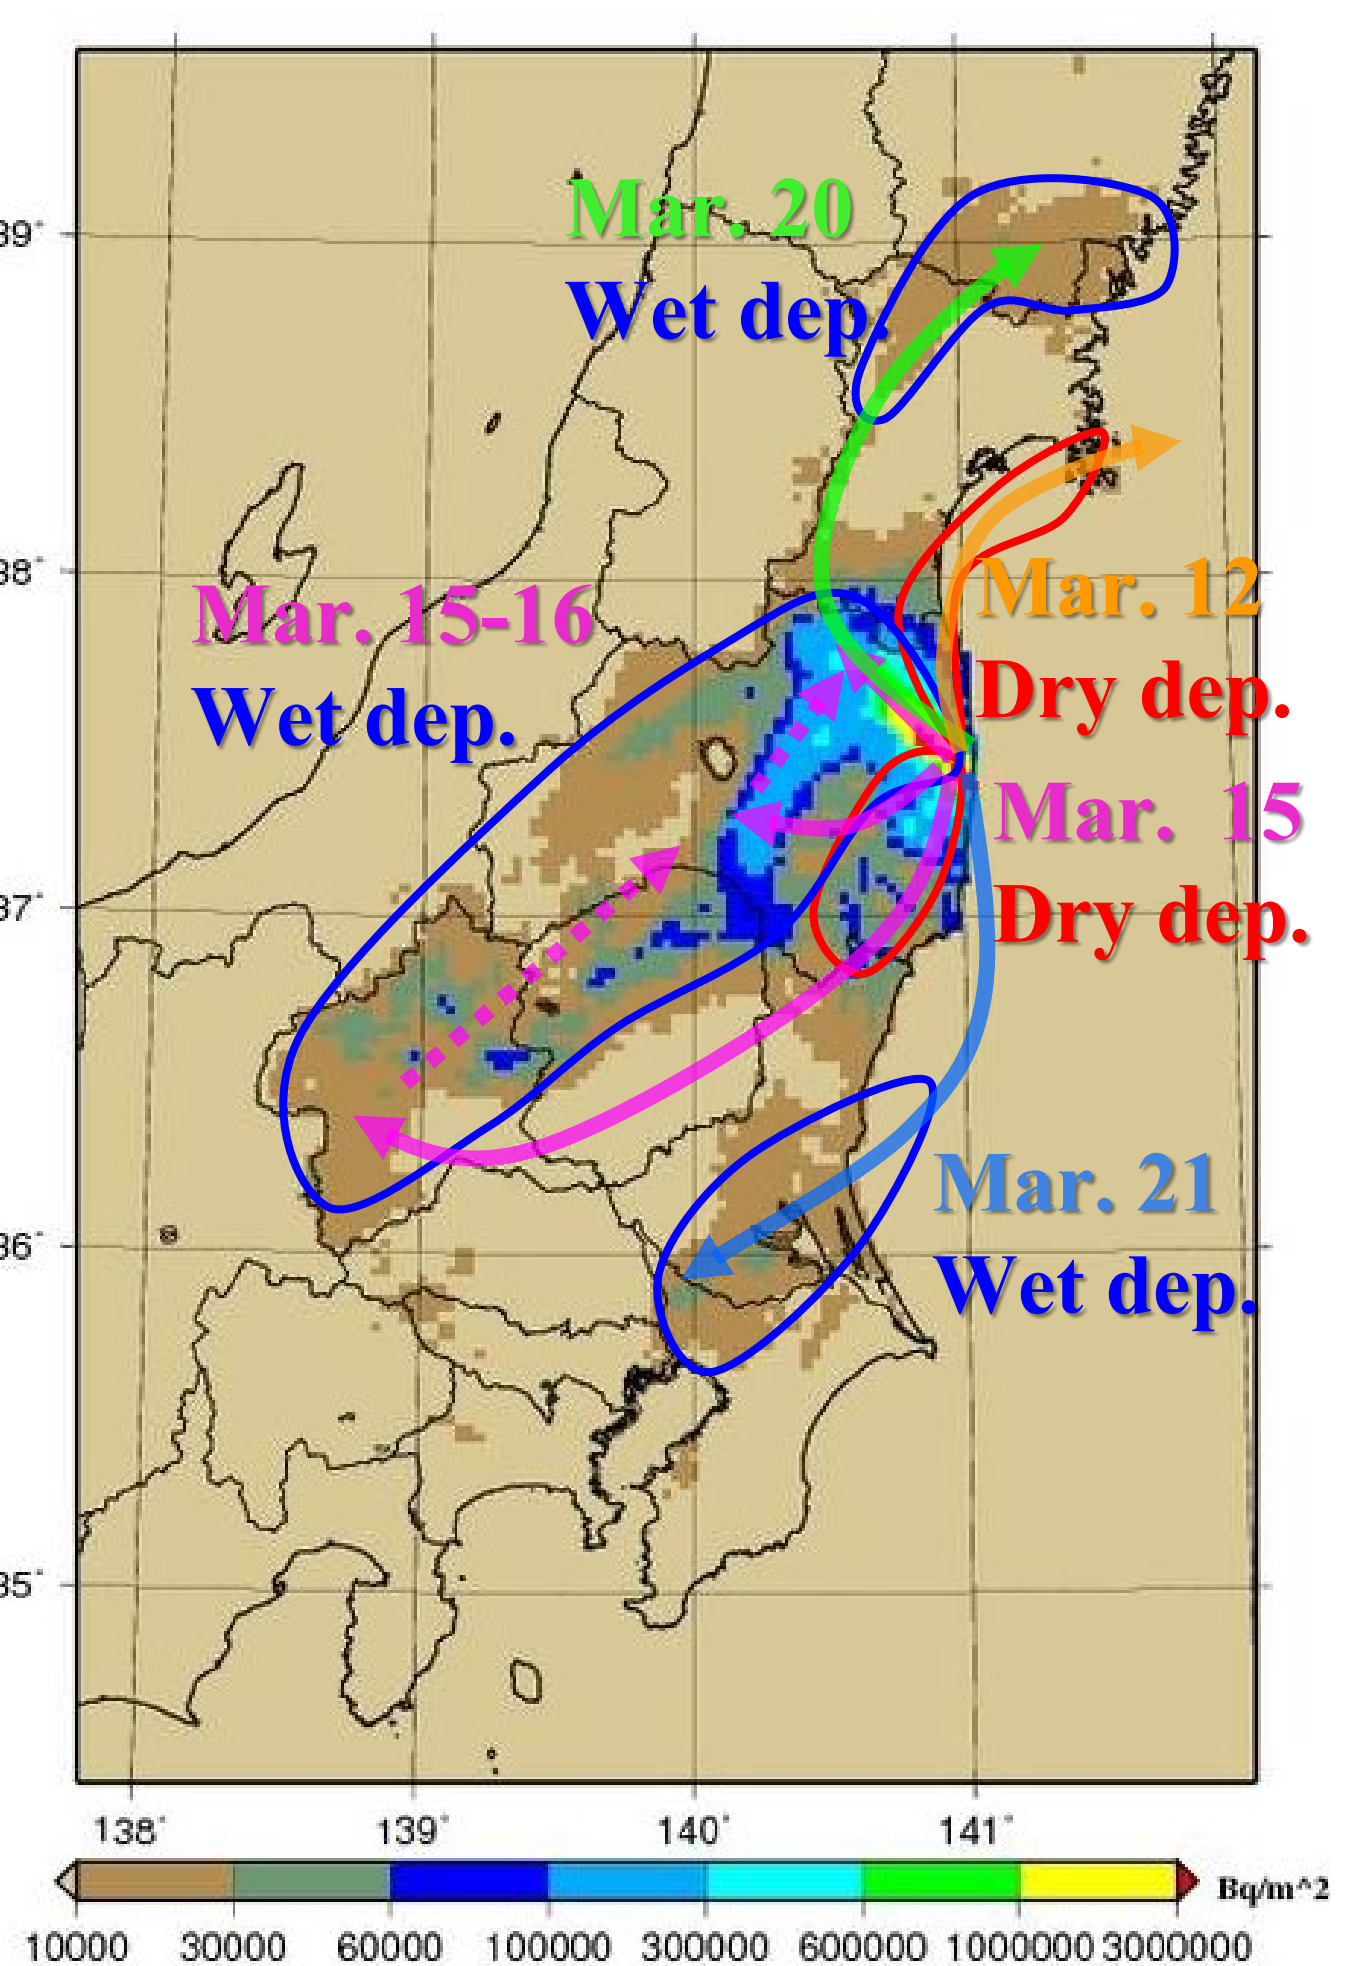 39°
Mar. 20
Wet dep.
38°
Mar. 12
Mar. 15-16
Dry dep.
Wet dep.
Mar. 15
37°
Dry dep.
Mar. 21
36°
Wet dep.
35°
138° 139° 140° 141°
Bq/m^2
10000 30000 60000 100000 300000 600000 1000000 3000000